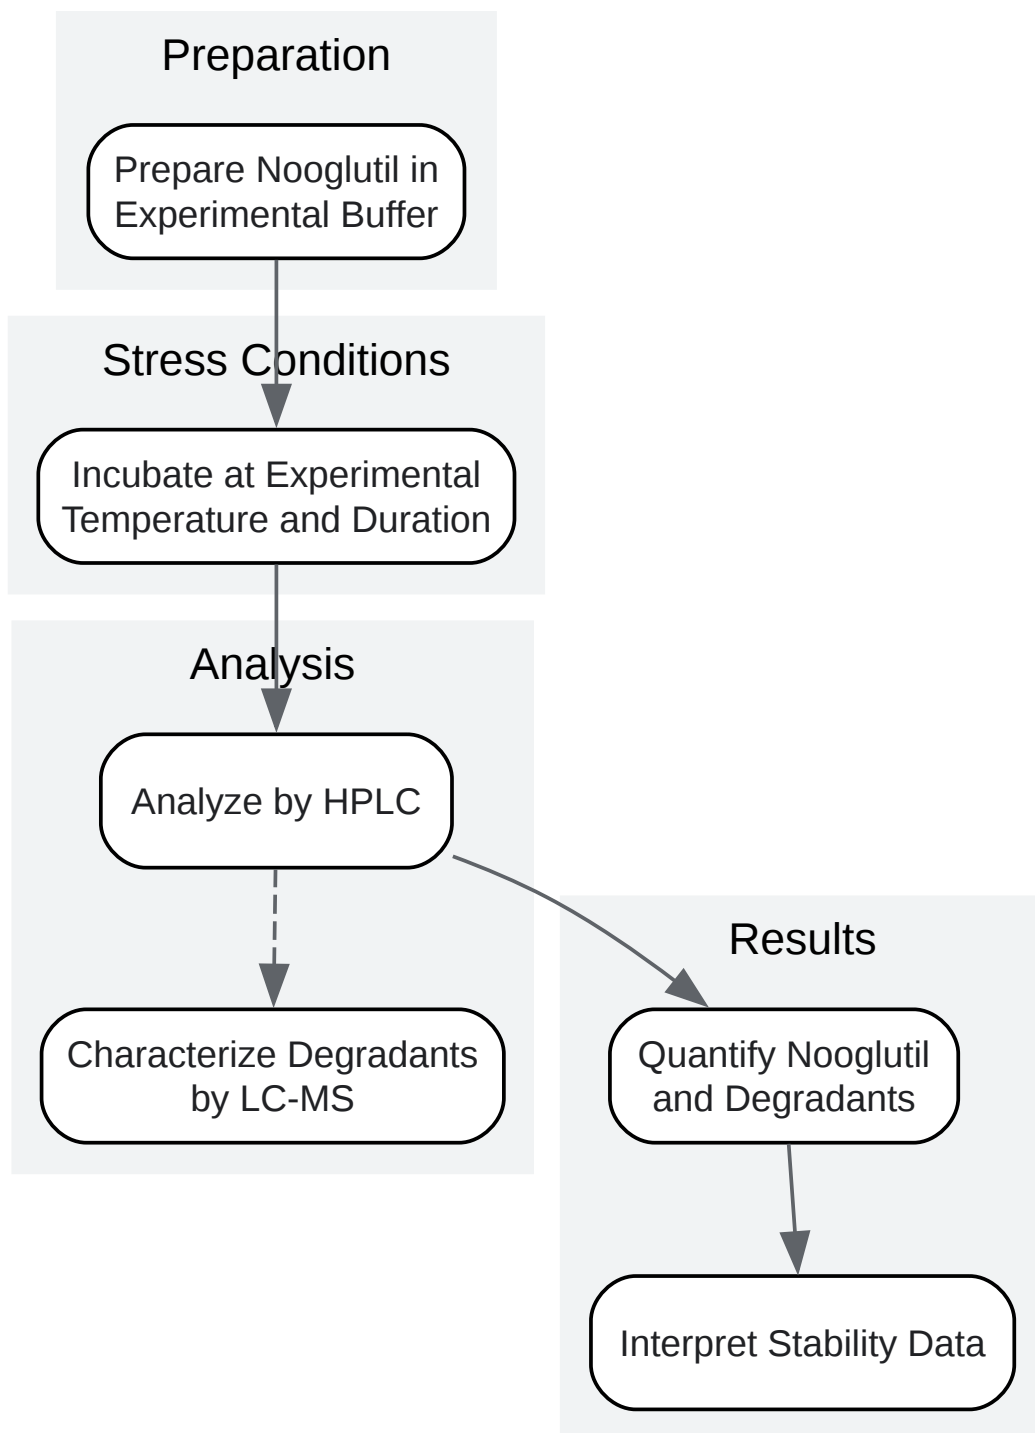 Preparation
Prepare Nooglutil in
Experimental Buffer
Stress Conditions
Incubate at Experimental
Temperature and Duration
Analysis
Analyze by HPLC
Characterize Degradants
by LC-MS
Results
Quantify Nooglutil
and Degradants
Interpret Stability Data